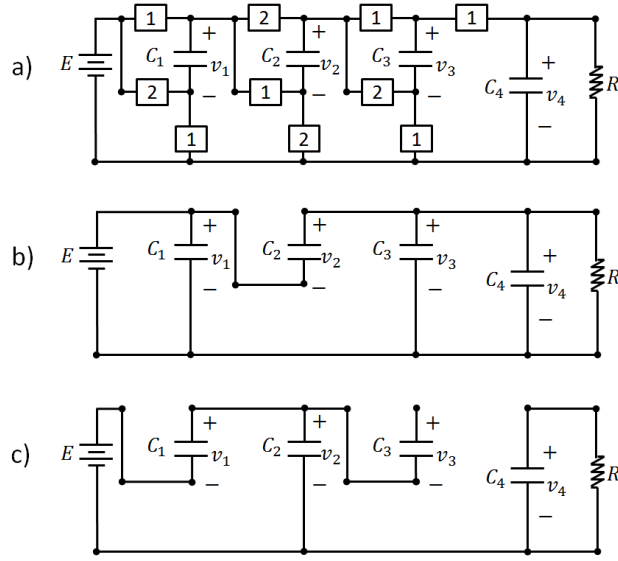 1 2 1 1
+ + +
a) E C₁ v₁ C₂ v₂ C₃ v₃ C₄ + v₄ R
2 − 1 − 2 −
1 2 1 −
b) E C₁ + v₁ − C₂ + v₂ − C₃ + v₃ − C₄ + v₄ − R
c) E C₁ + v₁ − C₂ + v₂ − C₃ + v₃ − C₄ + v₄ − R